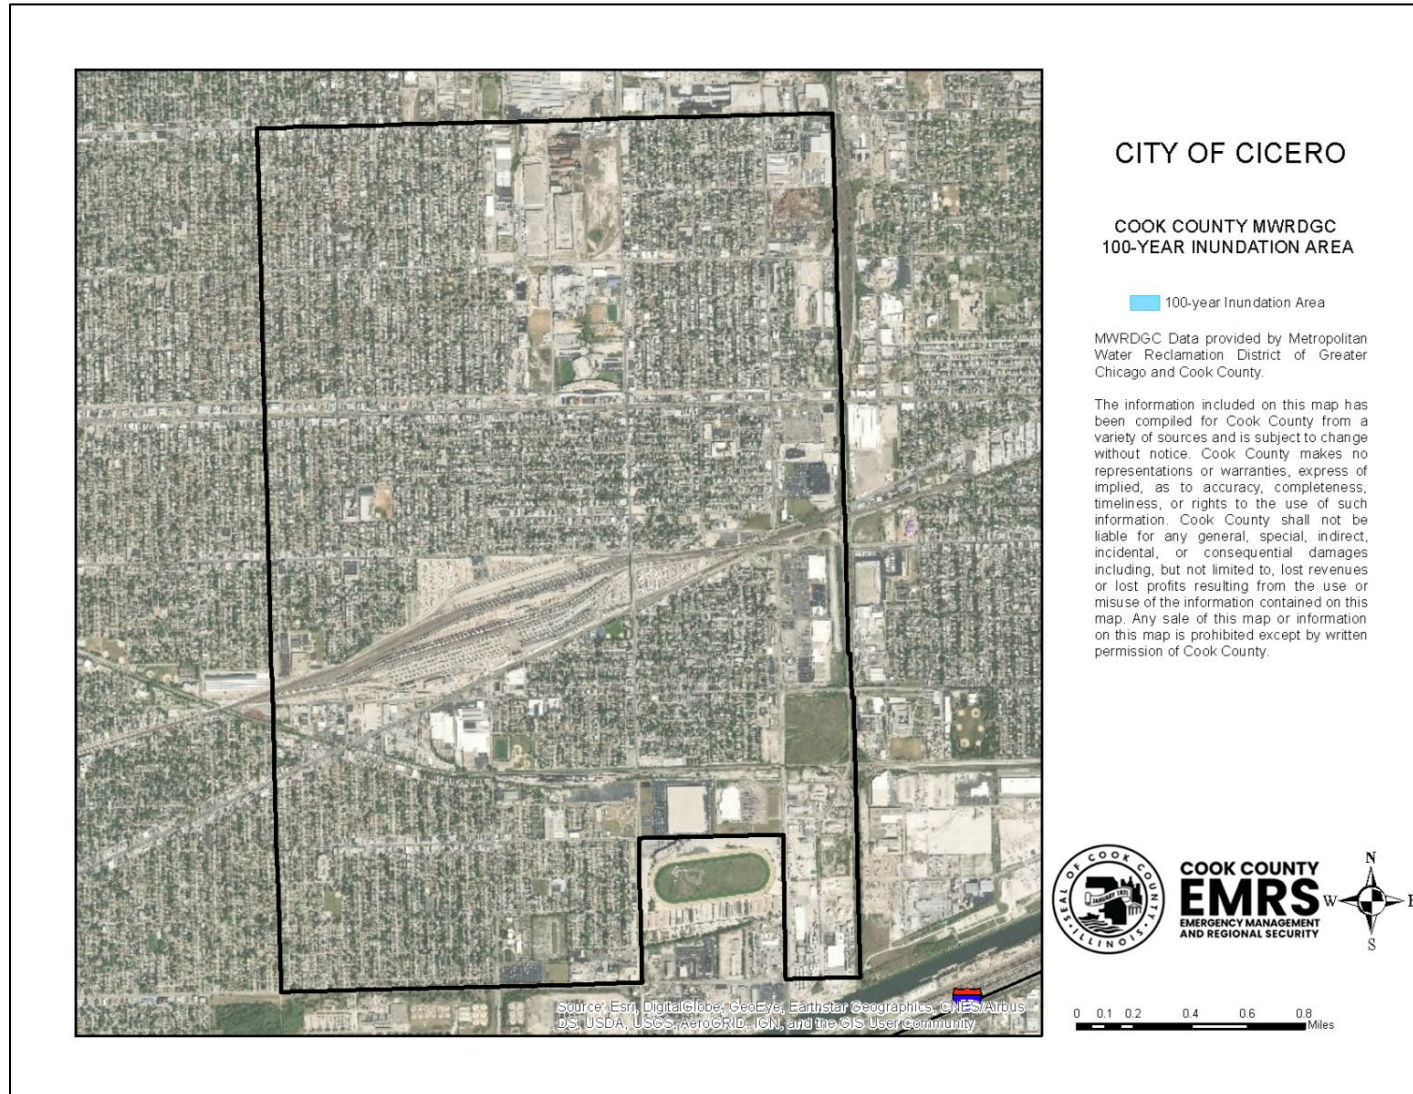 CITY OF CICERO
COOK COUNTY MWRDGC
100-YEAR INUNDATION AREA
100-year Inundation Area
MWRDGC Data provided by Metropolitan
Water Reclamation District of Greater
Chicago and Cook County.
The information included on this map has
been compiled for Cook County from a
variety of sources and is subject to change
without notice. Cook County makes no
representations or warranties, express of
implied, as to accuracy, completeness,
timeliness, or rights to the use of such
information. Cook County shall not be
liable for any general, special, indirect,
incidental, or consequential damages
including, but not limited to, lost revenues
or lost profits resulting from the use or
misuse of the information contained on this
map. Any sale of this map or information
on this map is prohibited except by written
permission of Cook County.
SEAL OF COOK COUNTY
JANUARY 1831
ILLINOIS
COOK COUNTY
EMRS
EMERGENCY MANAGEMENT
AND REGIONAL SECURITY
N
W E
S
0 0.1 0.2 0.4 0.6 0.8
Miles
Source: Esri, DigitalGlobe, GeoEye, Earthstar Geographics, CNES/Airbus
DS, USDA, USGS, AeroGRID, IGN, and the GIS User Community